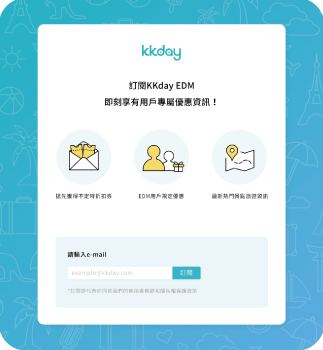 kkday
訂閱KKday EDM
即刻享有用戶專屬優惠資訊！
搶先獲得不定時折扣券
EDM用戶限定優惠
最新熱門景點旅遊資訊
請輸入e-mail
example@kkday.com
訂閱